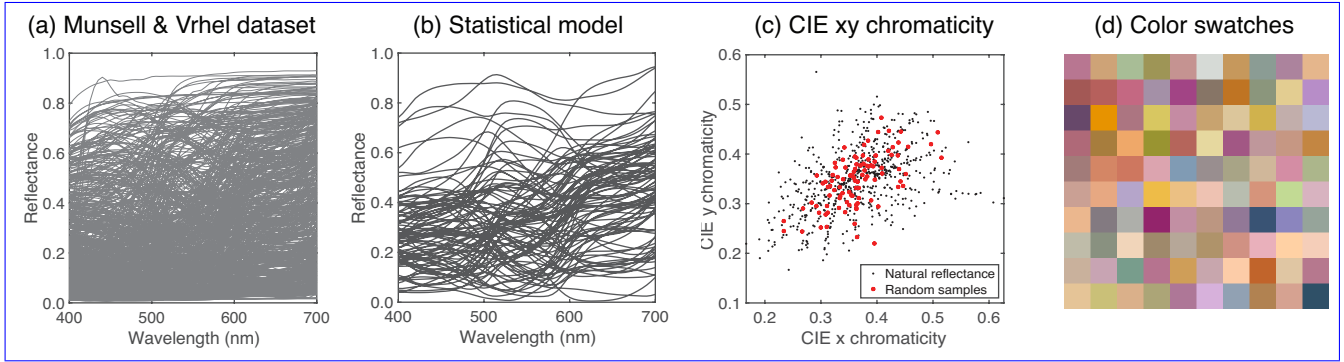 (a) Munsell & Vrhel dataset
(b) Statistical model
(c) CIE xy chromaticity
(d) Color swatches
1.0
0.8
0.6
0.4
0.2
0.0
Reflectance
400
500
600
700
Wavelength (nm)
1.0
0.8
0.6
0.4
0.2
0.0
Reflectance
400
500
600
700
Wavelength (nm)
0.6
0.5
0.4
0.3
0.2
0.1
CIE y chromaticity
Natural reflectance
Random samples
0.2
0.3
0.4
0.5
0.6
CIE x chromaticity